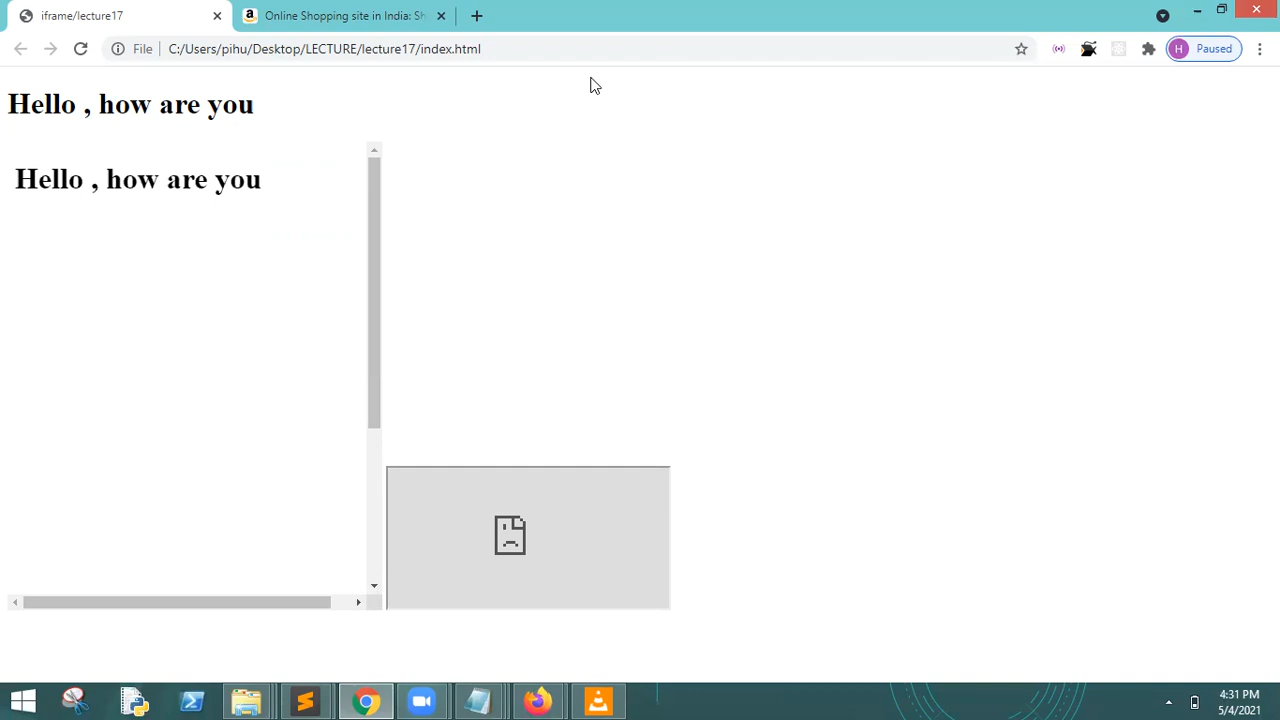 iframe/lecture17
Online Shopping site in India: Sh
File
C:/Users/pihu/Desktop/LECTURE/lecture17/index.html
H
Paused
Hello , how are you
Hello , how are you
4:31 PM
5/4/2021